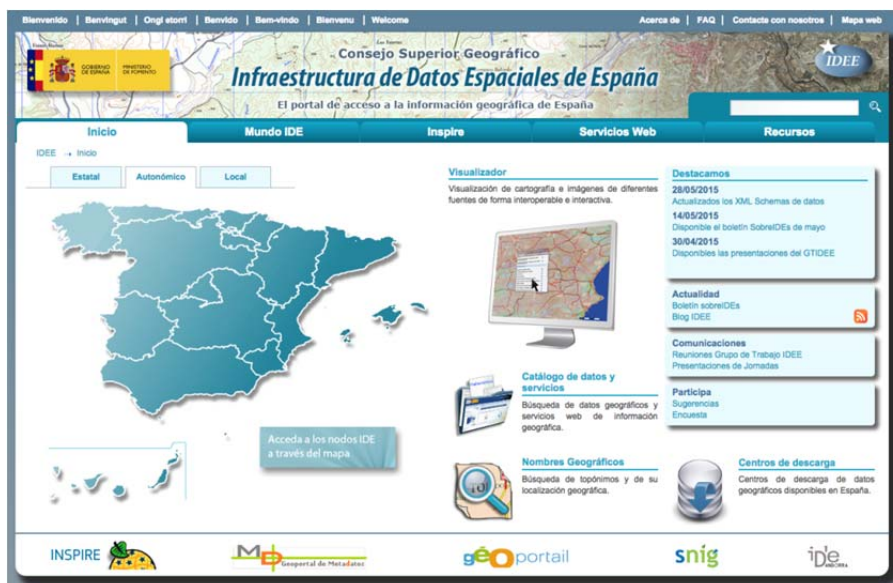 Bienvenido | Benvingut | Ongi etorri | Benvido | Bem-vindo | Bienvenu | Welcome
Acerca de | FAQ | Contacte con nosotros | Mapa web
GOBIERNO DE ESPAÑA
MINISTERIO DE FOMENTO
Consejo Superior Geográfico
Infraestructura de Datos Espaciales de España
El portal de acceso a la información geográfica de España
IDEE
Inicio
Mundo IDE
Inspire
Servicios Web
Recursos
IDEE → Inicio
Estatal
Autonómico
Local
Acceda a los nodos IDE
a través del mapa
Visualizador
Visualización de cartografía e imágenes de diferentes
fuentes de forma interoperable e interactiva.
Catálogo de datos y
servicios
Búsqueda de datos geográficos y
servicios web de información
geográfica.
Nombres Geográficos
Búsqueda de topónimos y de su
localización geográfica.
Centros de descarga
Centros de descarga de datos
geográficos disponibles en España.
Destacamos
28/05/2015
Actualizados los XML Schemas de datos
14/05/2015
Disponible el boletín SobreIDEs de mayo
30/04/2015
Disponibles las presentaciones del GTIDEE
Actualidad
Boletín sobreIDEs
Blog IDEE
Comunicaciones
Reuniones Grupo de Trabajo IDEE
Presentaciones de Jornadas
Participa
Sugerencias
Encuesta
INSPIRE
MD Geoportal de Metadatos
géOportail
snig
iDe ANDORRA